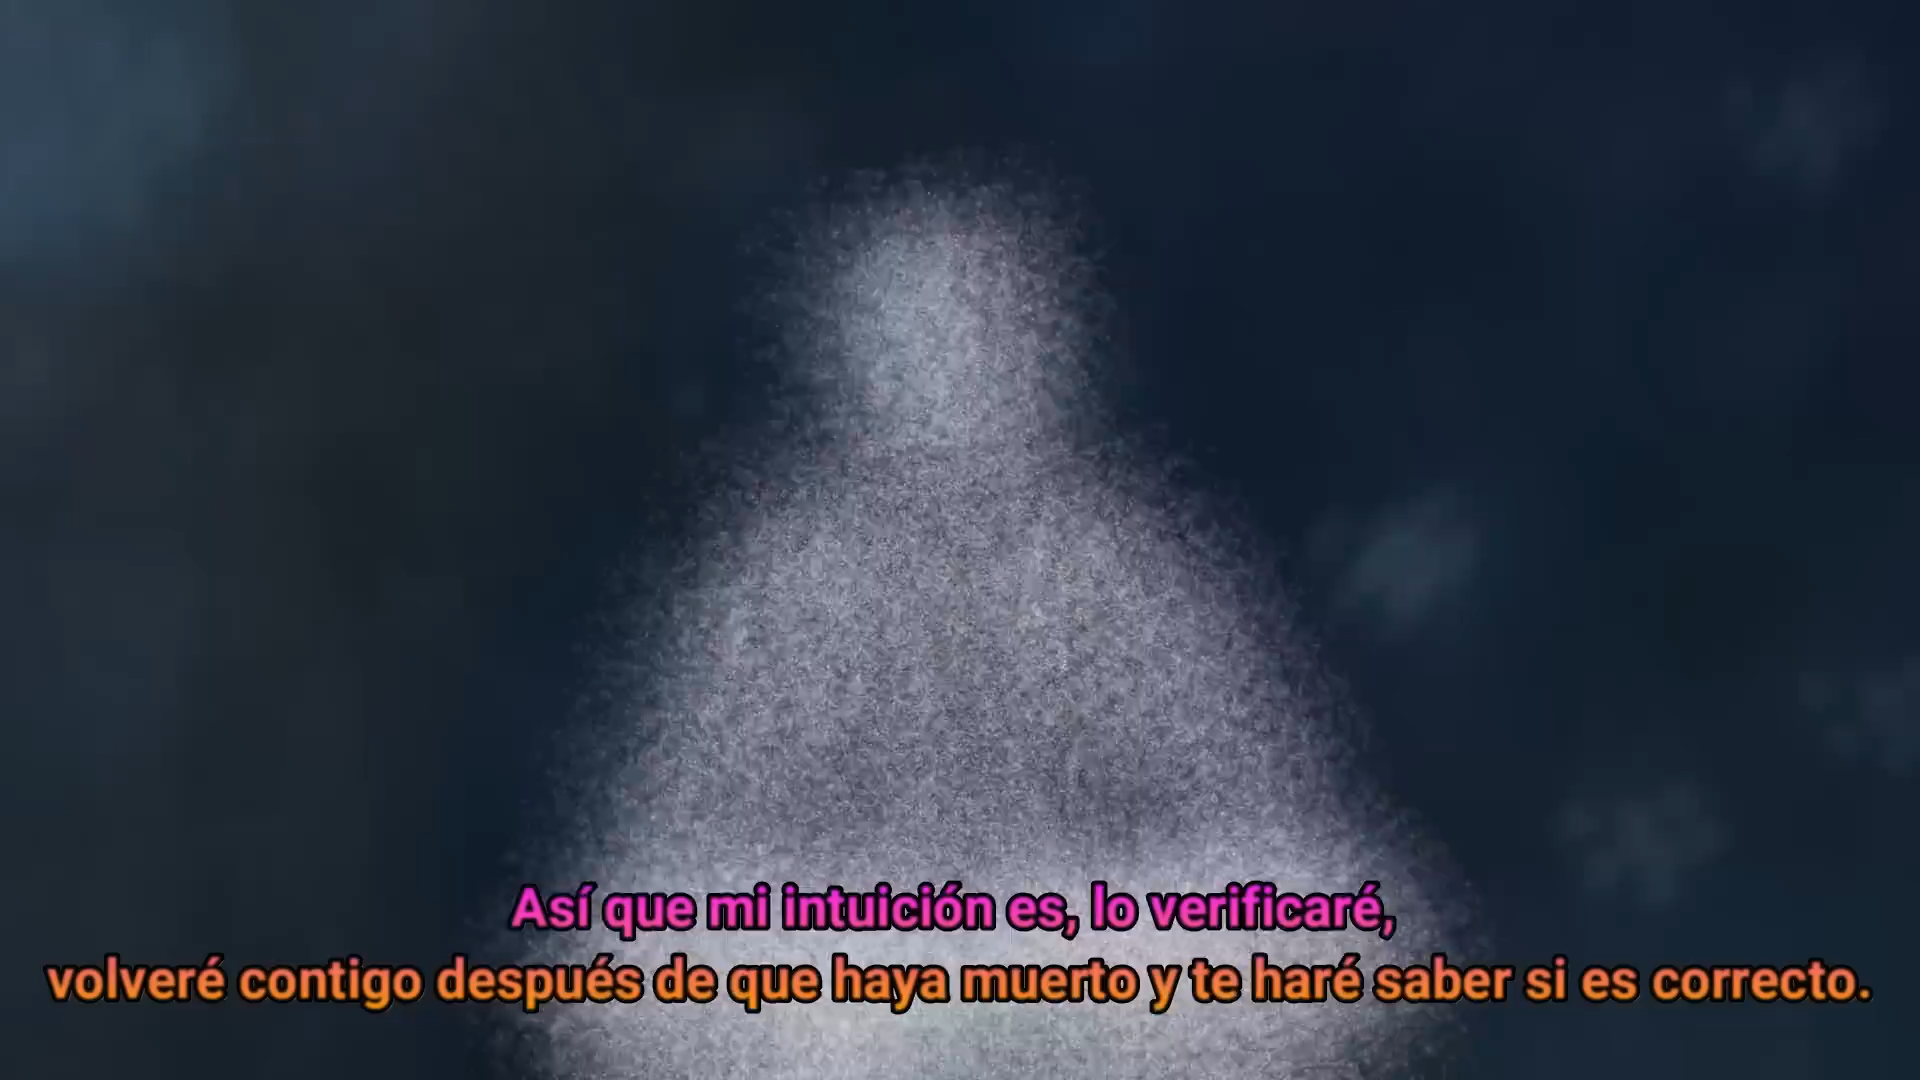 Así que mi intuición es, lo verificaré,
volveré contigo después de que haya muerto y te haré saber si es correcto.